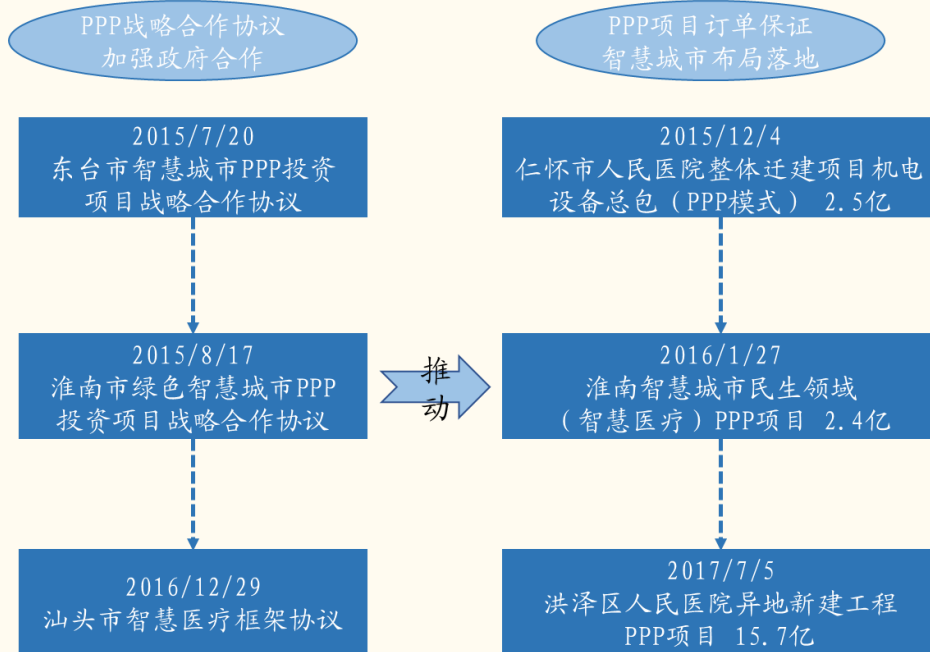 PPP战略合作协议
加强政府合作
2015/7/20
东台市智慧城市PPP投资
项目战略合作协议
2015/8/17
淮南市绿色智慧城市PPP
投资项目战略合作协议
2016/12/29
汕头市智慧医疗框架协议
推
动
PPP项目订单保证
智慧城市布局落地
2015/12/4
仁怀市人民医院整体迁建项目机电
设备总包（PPP模式） 2.5亿
2016/1/27
淮南智慧城市民生领域
（智慧医疗）PPP项目 2.4亿
2017/7/5
洪泽区人民医院异地新建工程
PPP项目 15.7亿